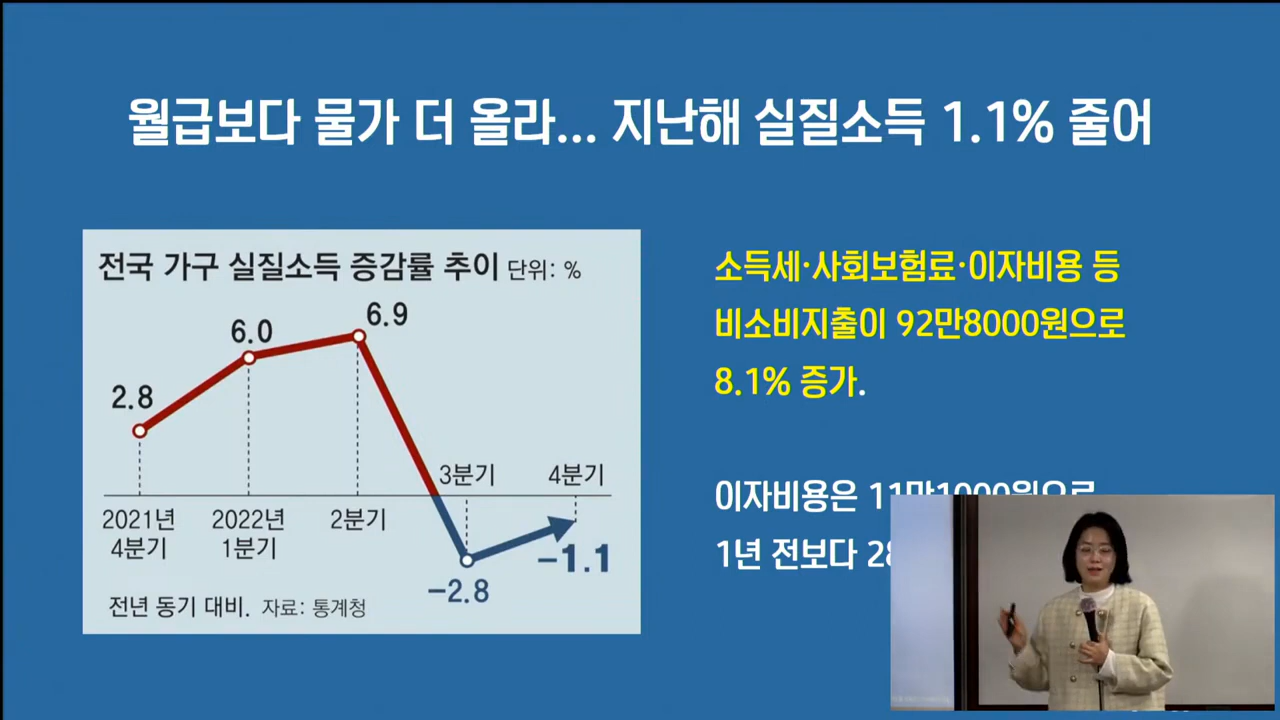 월급보다 물가 더 올라... 지난해 실질소득 1.1% 줄어
전국 가구 실질소득 증감률 추이 단위: %
2.8
6.0
6.9
3분기
4분기
2021년
4분기
2022년
1분기
2분기
-2.8
-1.1
전년 동기 대비. 자료: 통계청
소득세·사회보험료·이자비용 등
비소비지출이 92만8000원으로
8.1% 증가.
이자비용은 11만1000원으로
1년 전보다